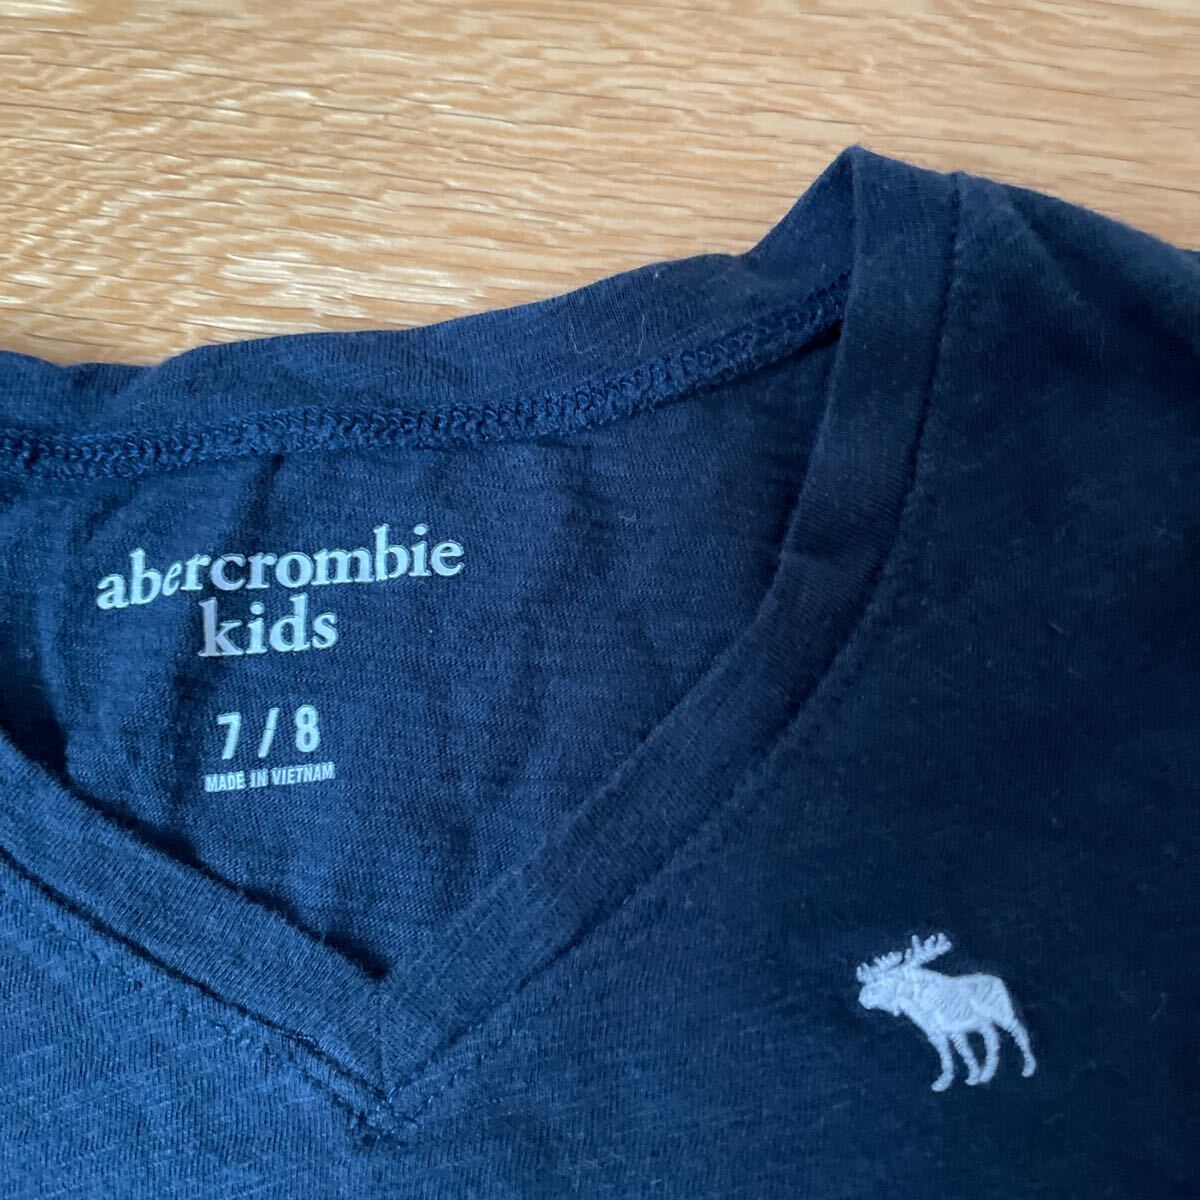 abercrombie
kids
7 / 8
MADE IN VIETNAM